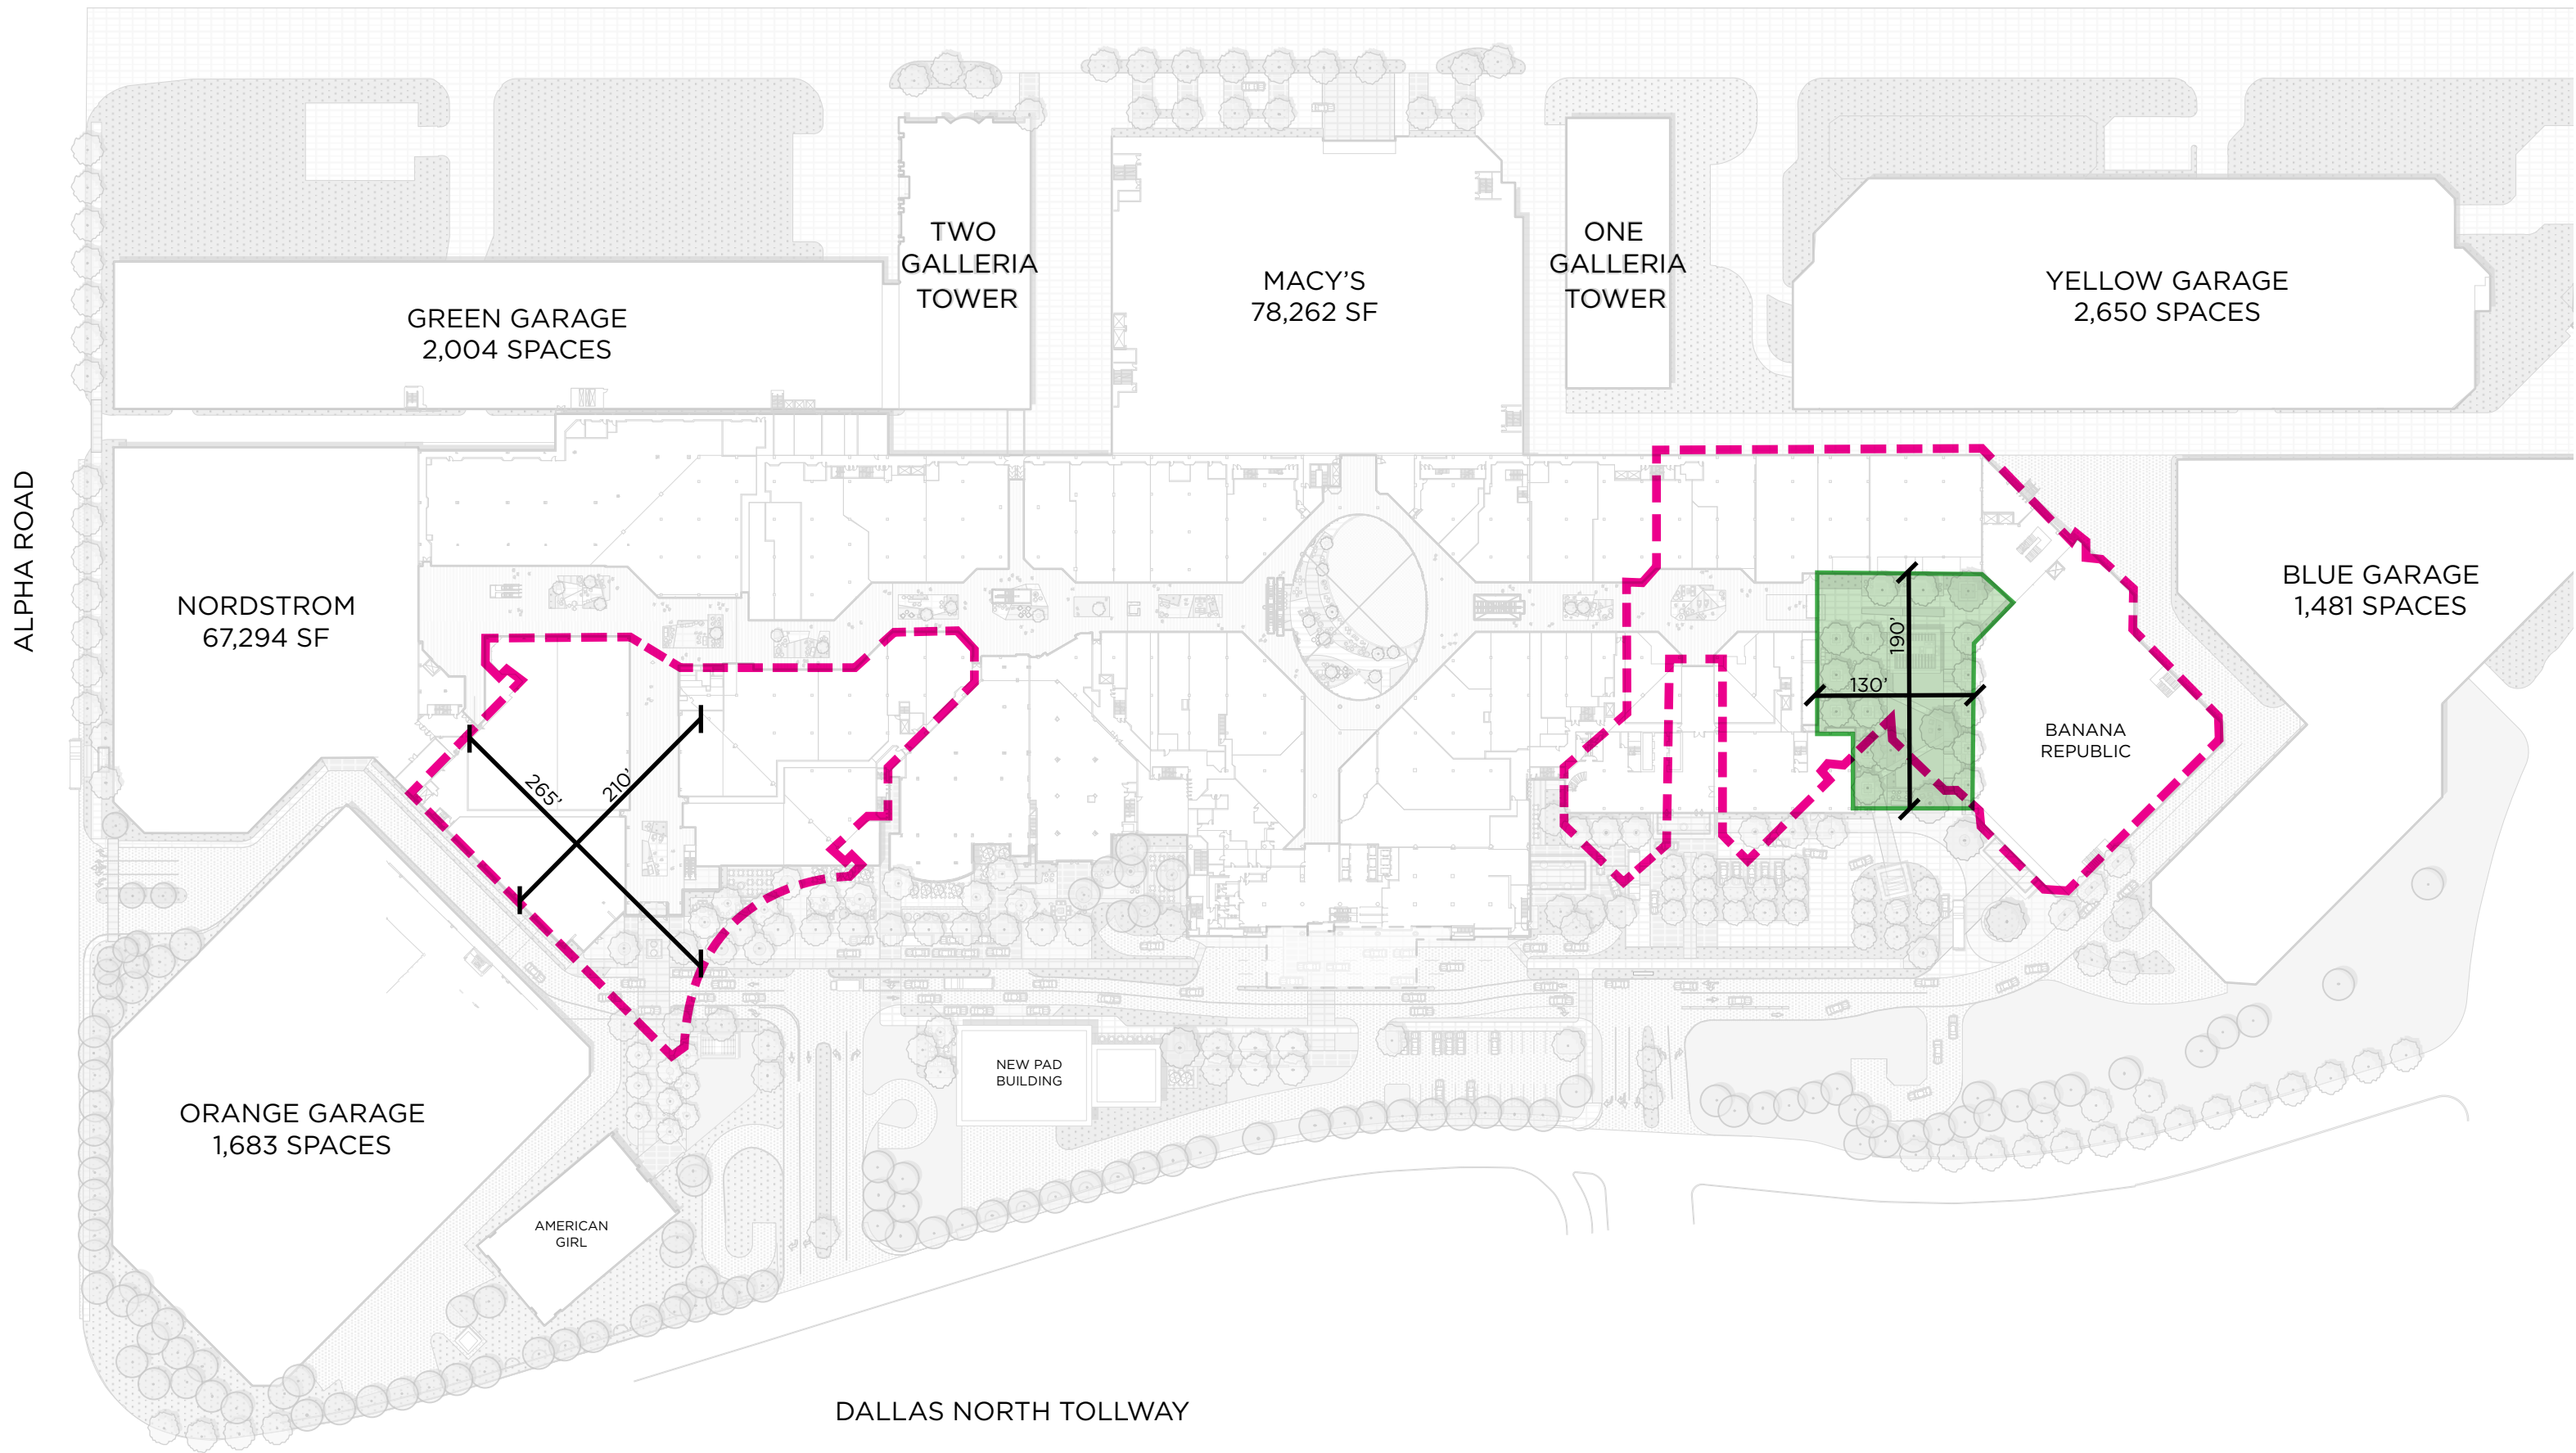 TWO
GALLERIA
TOWER
ONE
GALLERIA
TOWER
MACY'S
78,262 SF
YELLOW GARAGE
2,650 SPACES
GREEN GARAGE
2,004 SPACES
ALPHA ROAD
NORDSTROM
67,294 SF
BLUE GARAGE
1,481 SPACES
190'
130'
BANANA
REPUBLIC
265'
210'
NEW PAD
BUILDING
ORANGE GARAGE
1,683 SPACES
AMERICAN
GIRL
DALLAS NORTH TOLLWAY